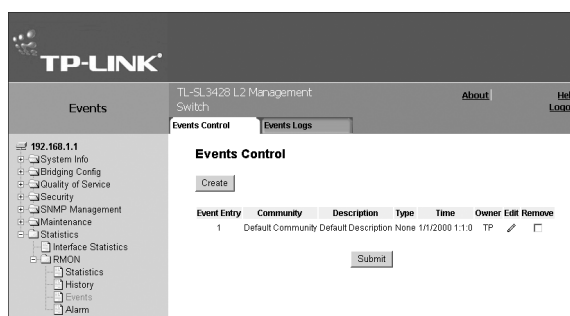 TP-LINK
Events
TL-SL3428 L2 Management
Switch
About
Hel
Logo
Events Control
Events Logs
192.168.1.1
System Info
Bridging Config
Quality of Service
Security
SNMP Management
Maintenance
Statistics
Interface Statistics
RMON
Statistics
History
Events
Alarm
Events Control
Create
Event Entry Community Description Type Time Owner Edit Remove
1 Default Community Default Description None 1/1/2000 1:1:0 TP
Submit